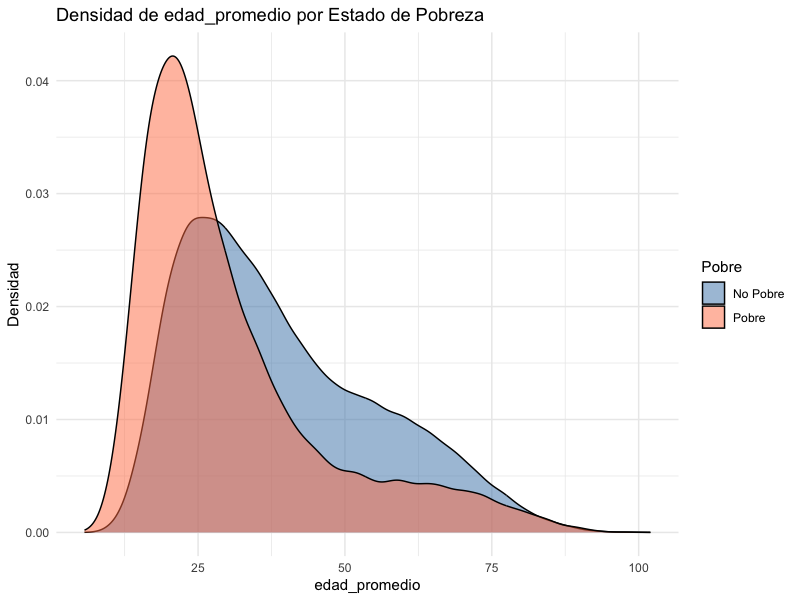 Densidad de edad_promedio por Estado de Pobreza
Densidad
0.04
0.03
0.02
0.01
0.00
25
50
75
100
edad_promedio
Pobre
No Pobre
Pobre